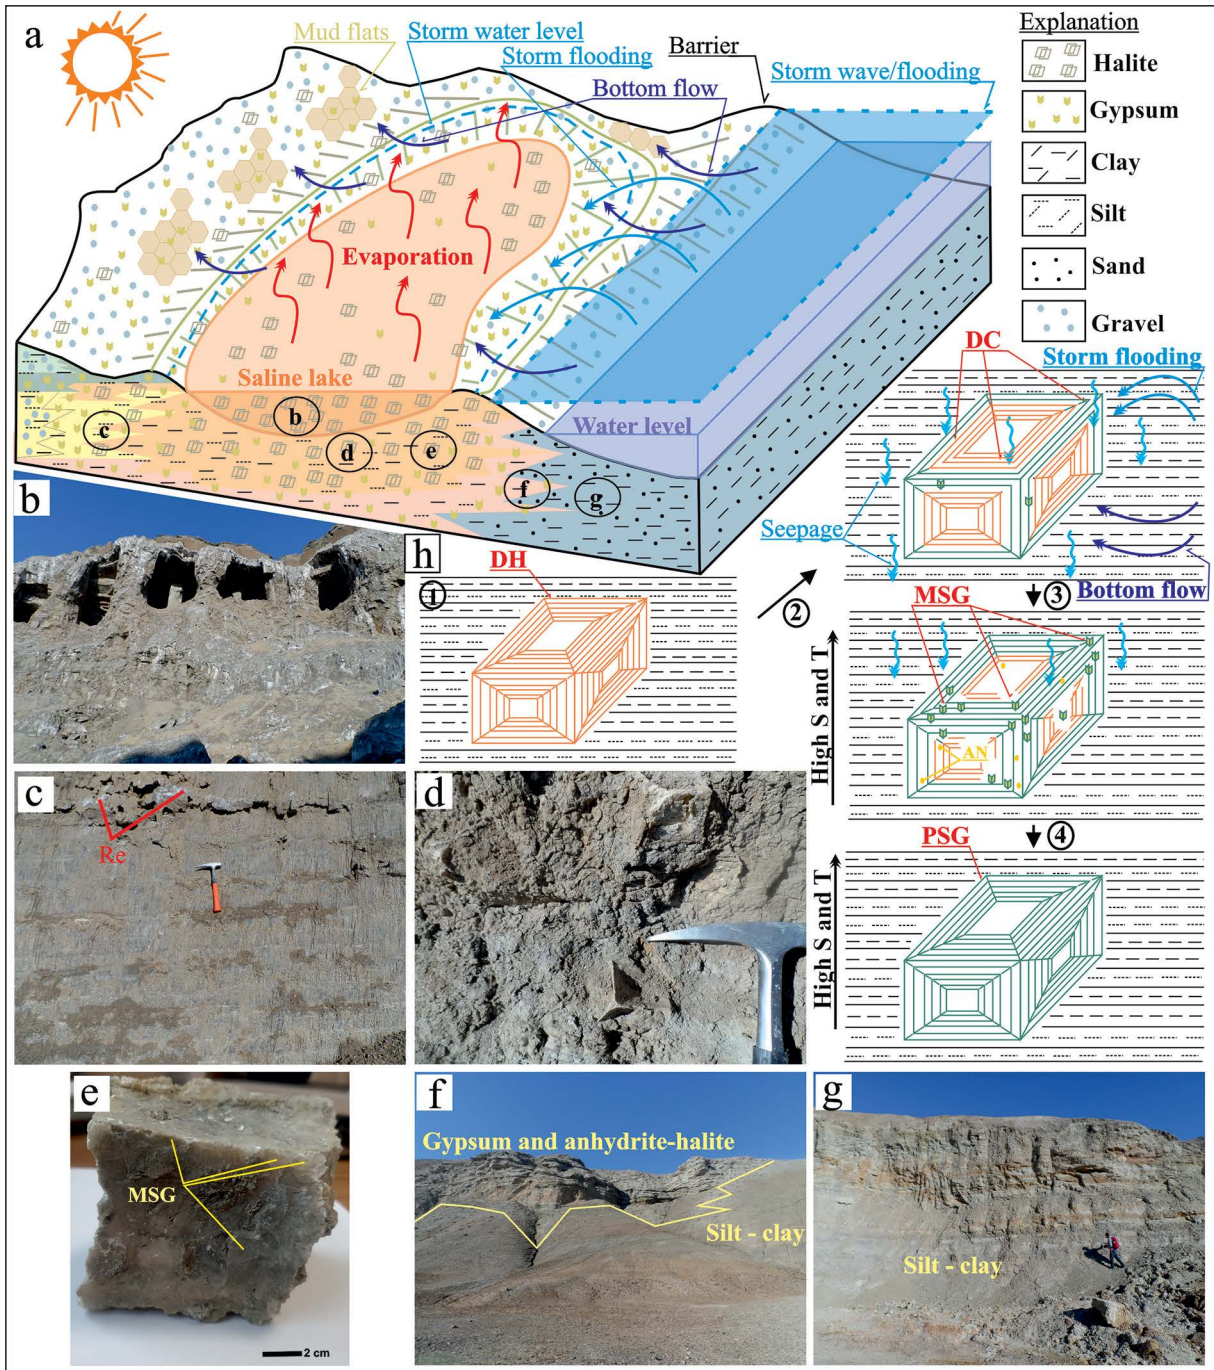 a
Mud flats
Storm water level
Storm flooding
Bottom flow
Barrier
Storm wave/flooding
Explanation
Halite
Gypsum
Clay
Silt
Sand
Gravel
Evaporation
Saline lake
Water level
b
c
d
e
f
g
b
h
1
DH
2
DC
Storm flooding
Seepage
Bottom flow
3
MSG
AN
High S and T
4
PSG
High S and T
c
Re
d
e
MSG
2 cm
f
Gypsum and anhydrite-halite
Silt - clay
g
Silt - clay